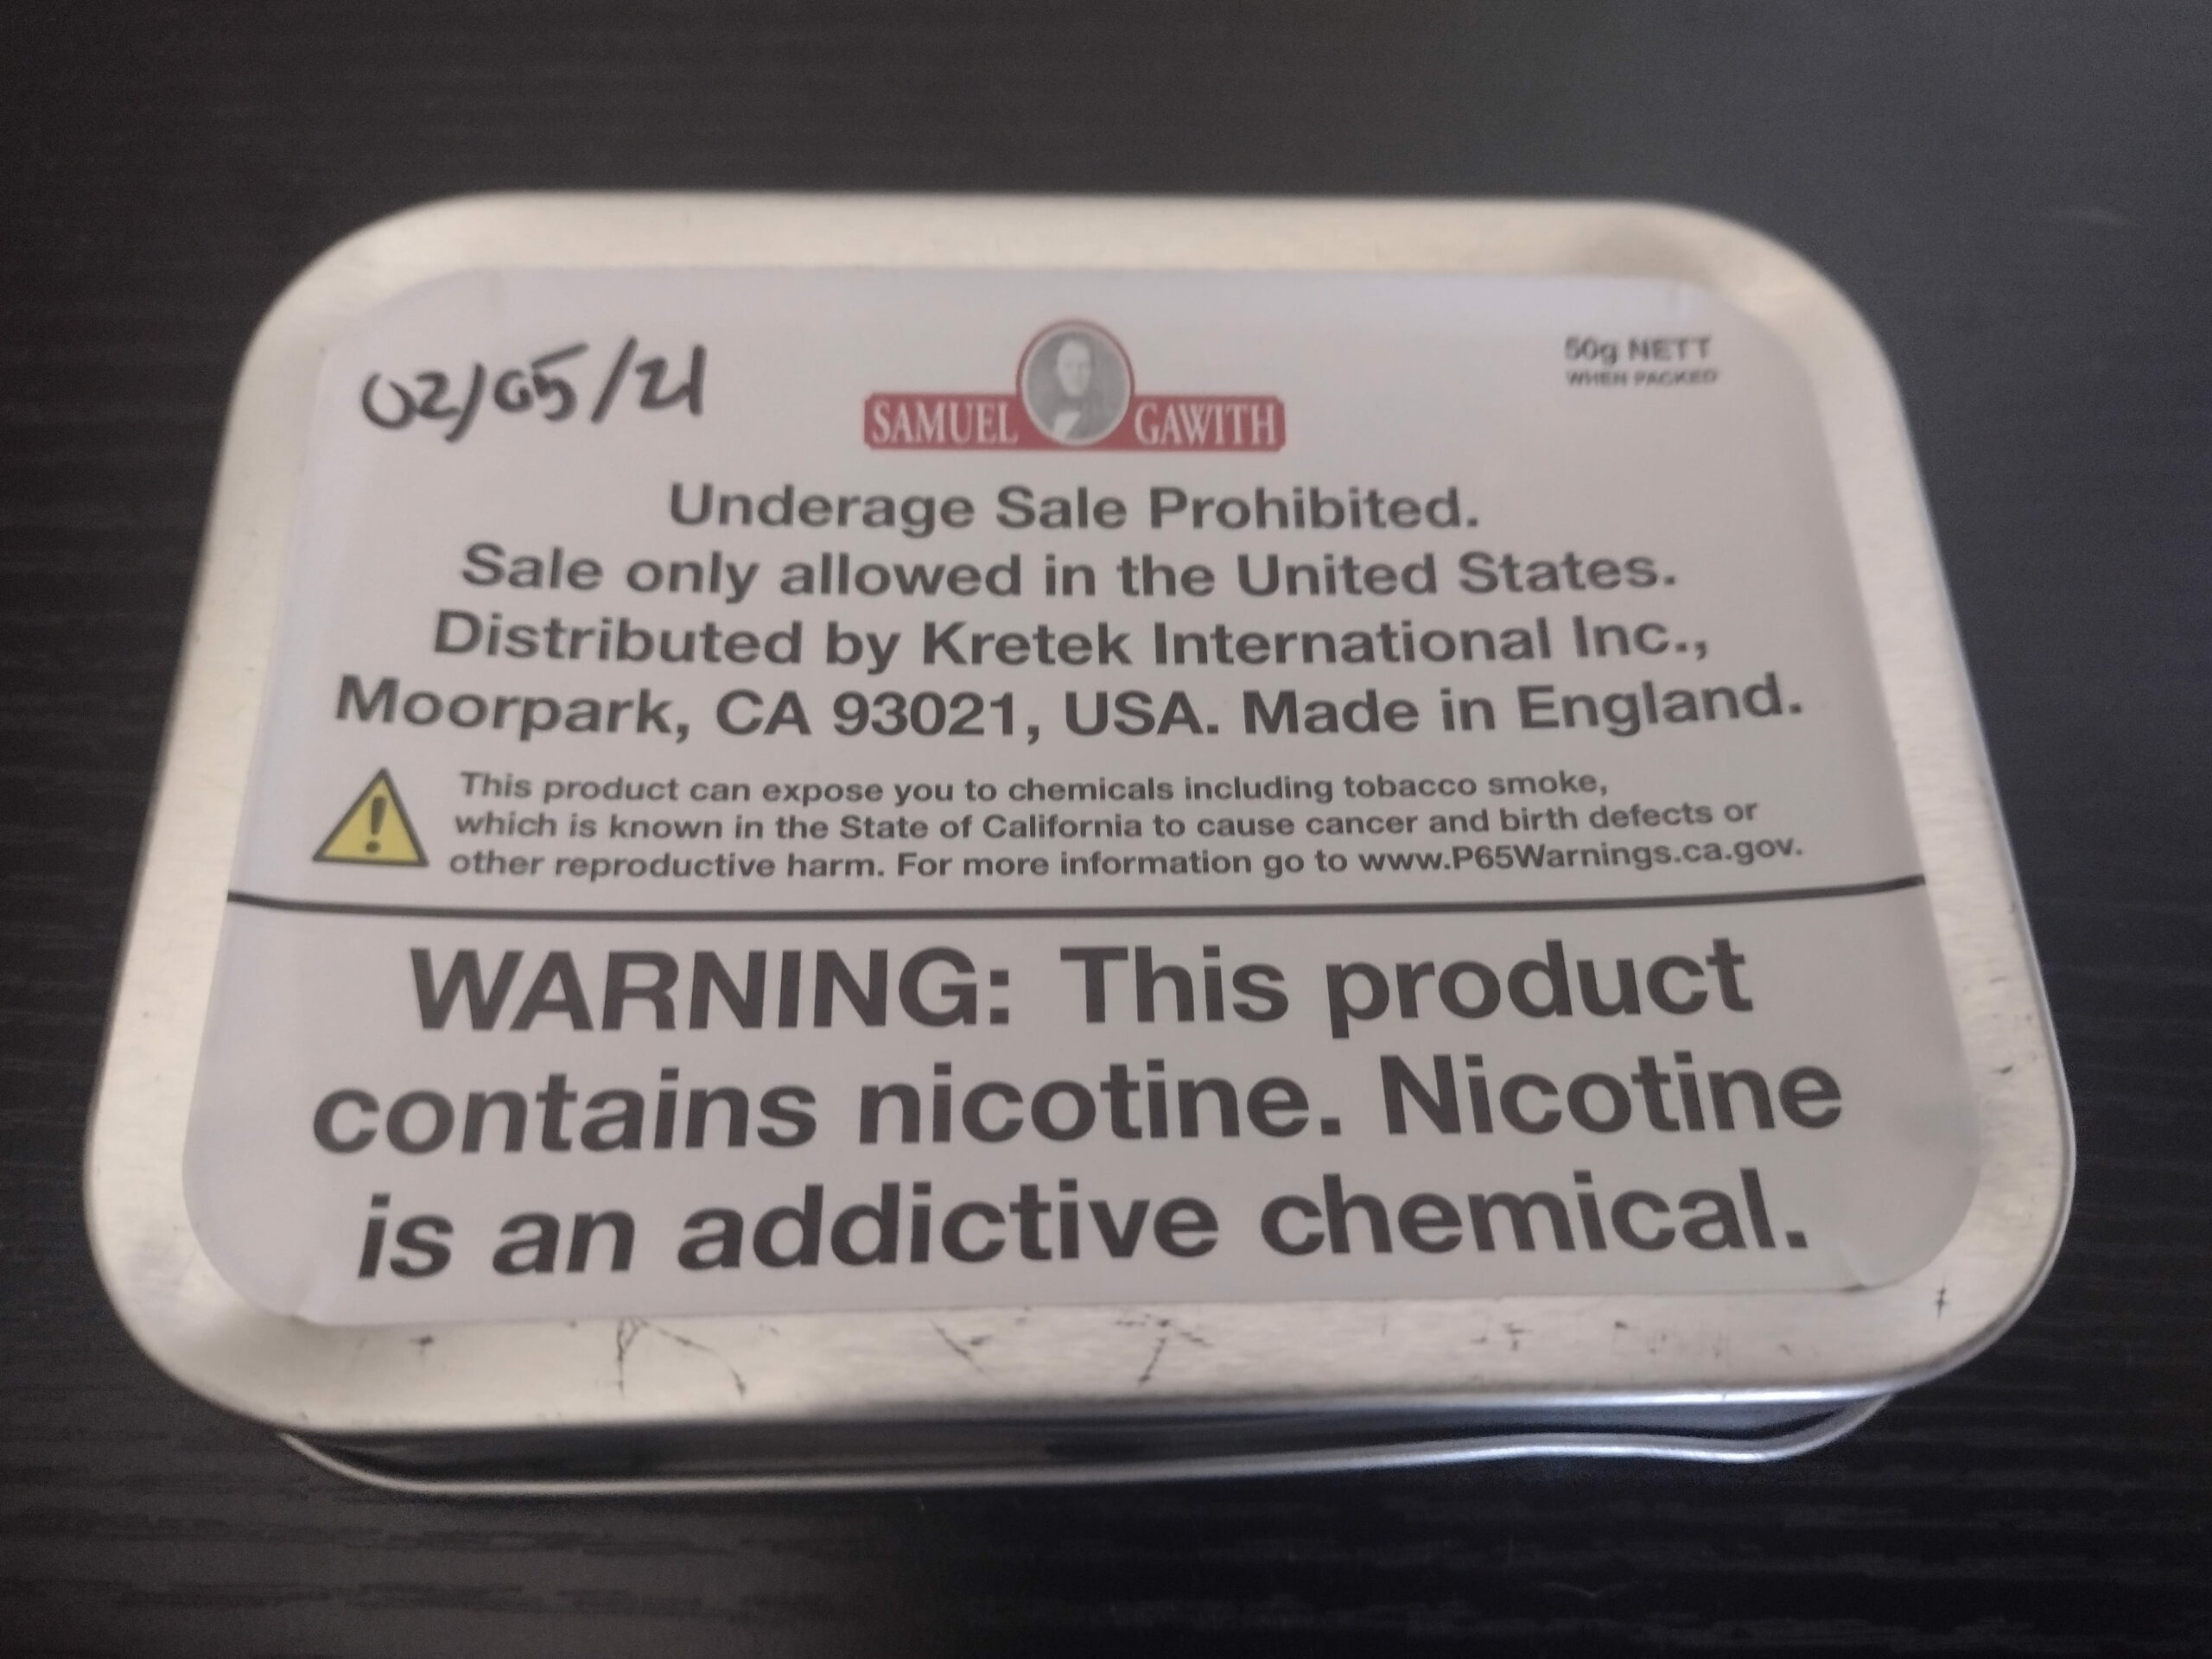 02/05/21
SAMUEL GAWITH
50g NETT
WHEN PACKED
Underage Sale Prohibited.
Sale only allowed in the United States.
Distributed by Kretek International Inc.,
Moorpark, CA 93021, USA. Made in England.
This product can expose you to chemicals including tobacco smoke,
which is known in the State of California to cause cancer and birth defects or
other reproductive harm. For more information go to www.P65Warnings.ca.gov.
WARNING: This product
contains nicotine. Nicotine
is an addictive chemical.